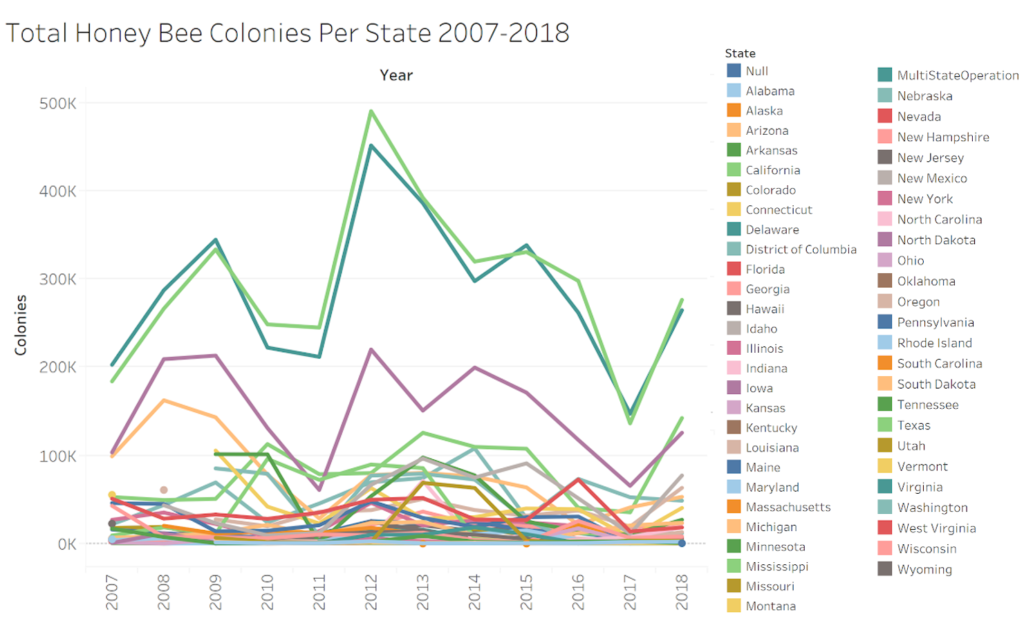 Total Honey Bee Colonies Per State 2007-2018
Year
Colonies
500K
400K
300K
200K
100K
0K
2007
2008
2009
2010
2011
2012
2013
2014
2015
2016
2017
2018
State
Null
Alabama
Alaska
Arizona
Arkansas
California
Colorado
Connecticut
Delaware
District of Columbia
Florida
Georgia
Hawaii
Idaho
Illinois
Indiana
Iowa
Kansas
Kentucky
Louisiana
Maine
Maryland
Massachusetts
Michigan
Minnesota
Mississippi
Missouri
Montana
MultiStateOperation
Nebraska
Nevada
New Hampshire
New Jersey
New Mexico
New York
North Carolina
North Dakota
Ohio
Oklahoma
Oregon
Pennsylvania
Rhode Island
South Carolina
South Dakota
Tennessee
Texas
Utah
Vermont
Virginia
Washington
West Virginia
Wisconsin
Wyoming